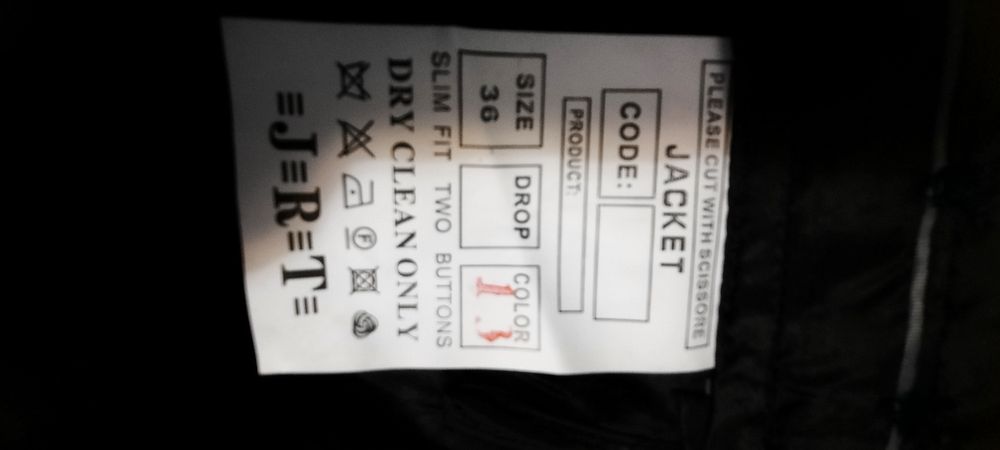 PLEASE CUT WITH SCISSORE
JACKET
CODE:
PRODUCT:
SIZE DROP COLOR
36
SLIM FIT TWO BUTTONS
DRY CLEAN ONLY
F
≡J≡R≡T≡